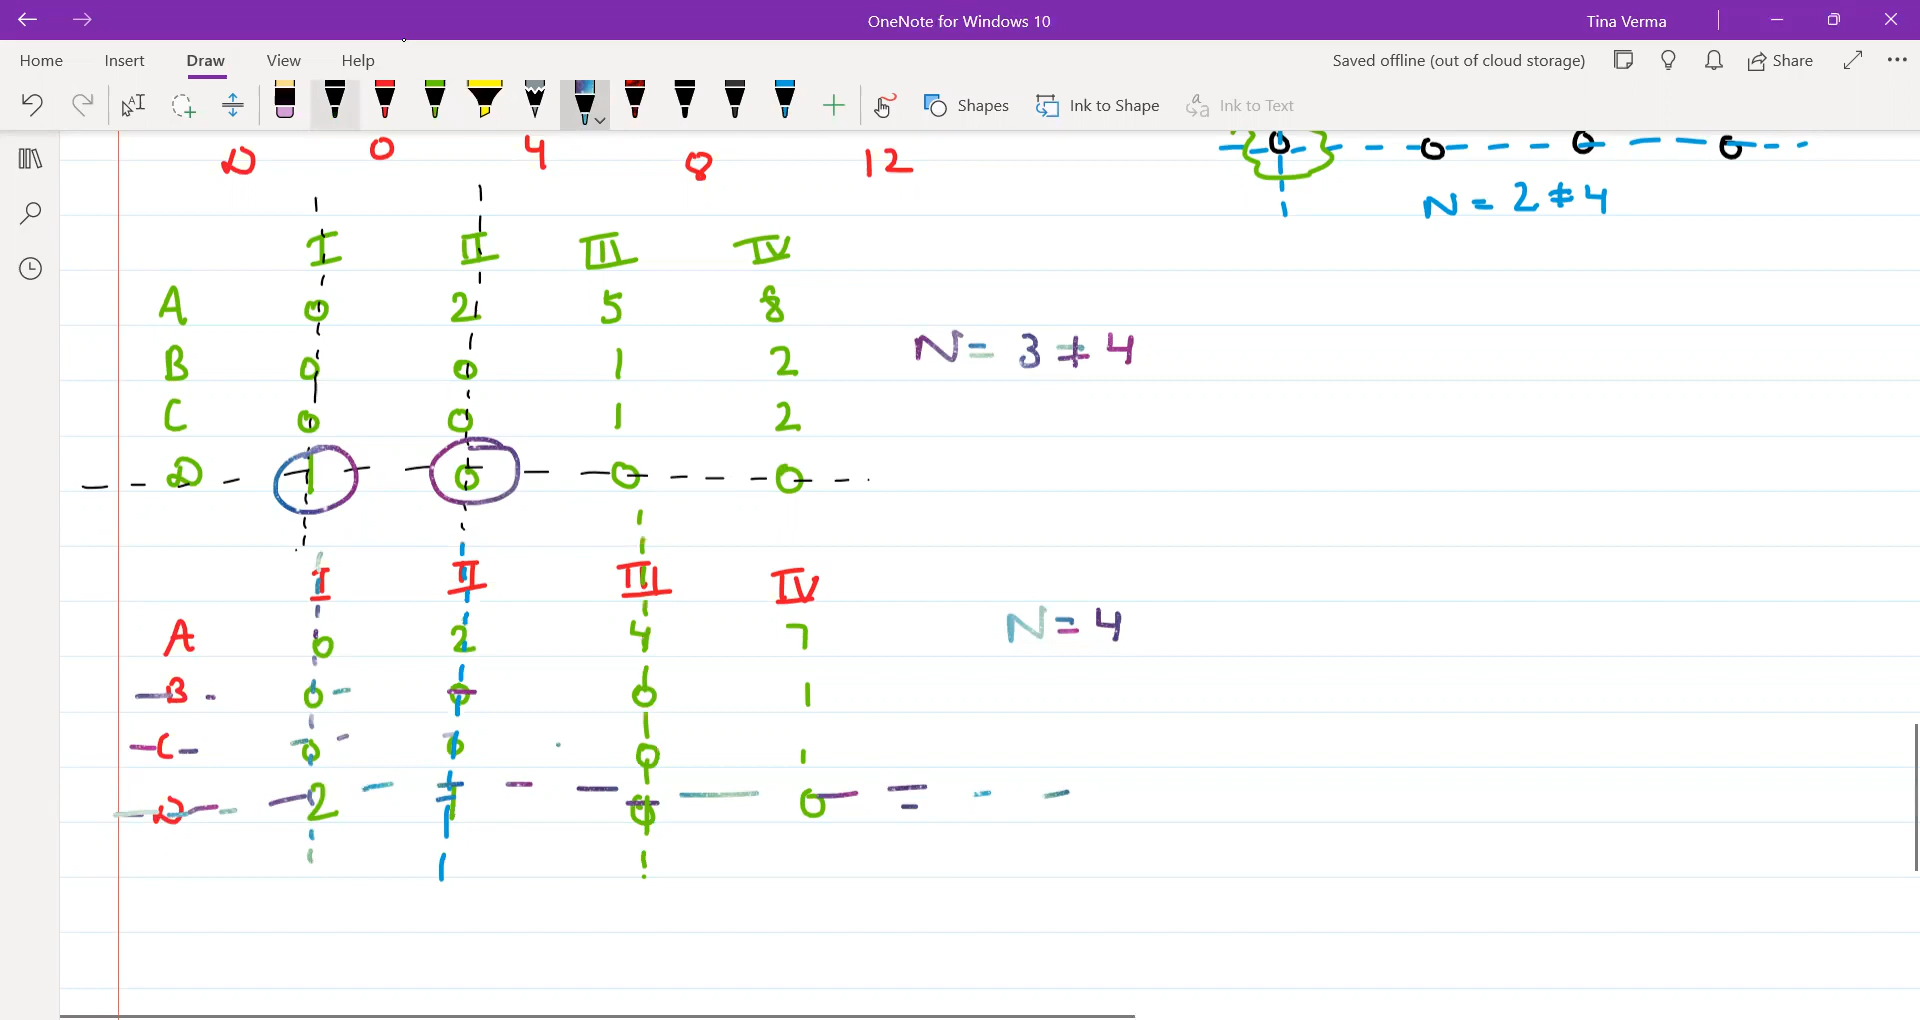 OneNote for Windows 10
Tina Verma
Home Insert Draw View Help
Saved offline (out of cloud storage)
Share
Shapes
Ink to Shape
Ink to Text
D 0 4 8 12
N = 2 ≠ 4
I II III IV
A 0 2 5 8
B 0 0 1 2
C 0 0 1 2
D 1 0 0 0
N = 3 ≠ 4
I II III IV
A 0 2 4 7
B 0 0 0 1
C 0 0 0 1
D 2 1 0 0
N = 4